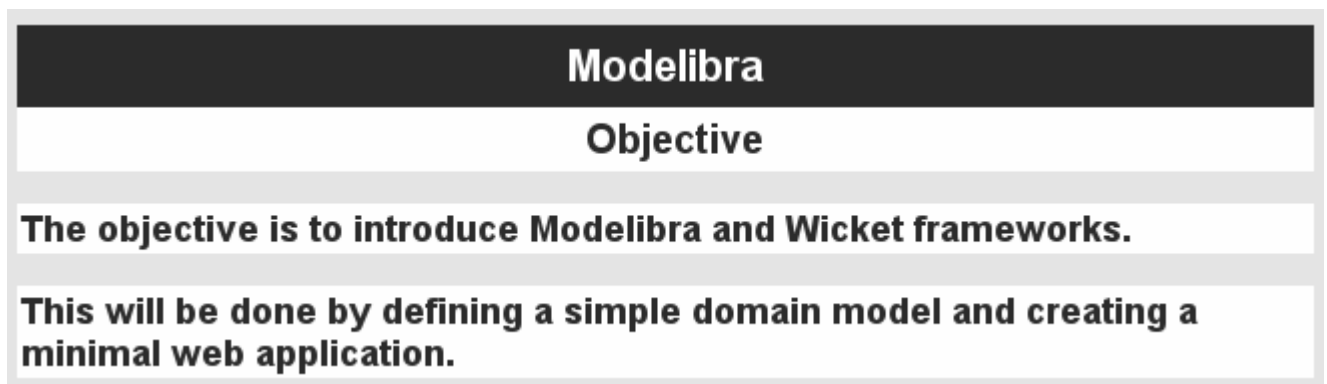 Modelibra
Objective
The objective is to introduce Modelibra and Wicket frameworks.
This will be done by defining a simple domain model and creating a
minimal web application.